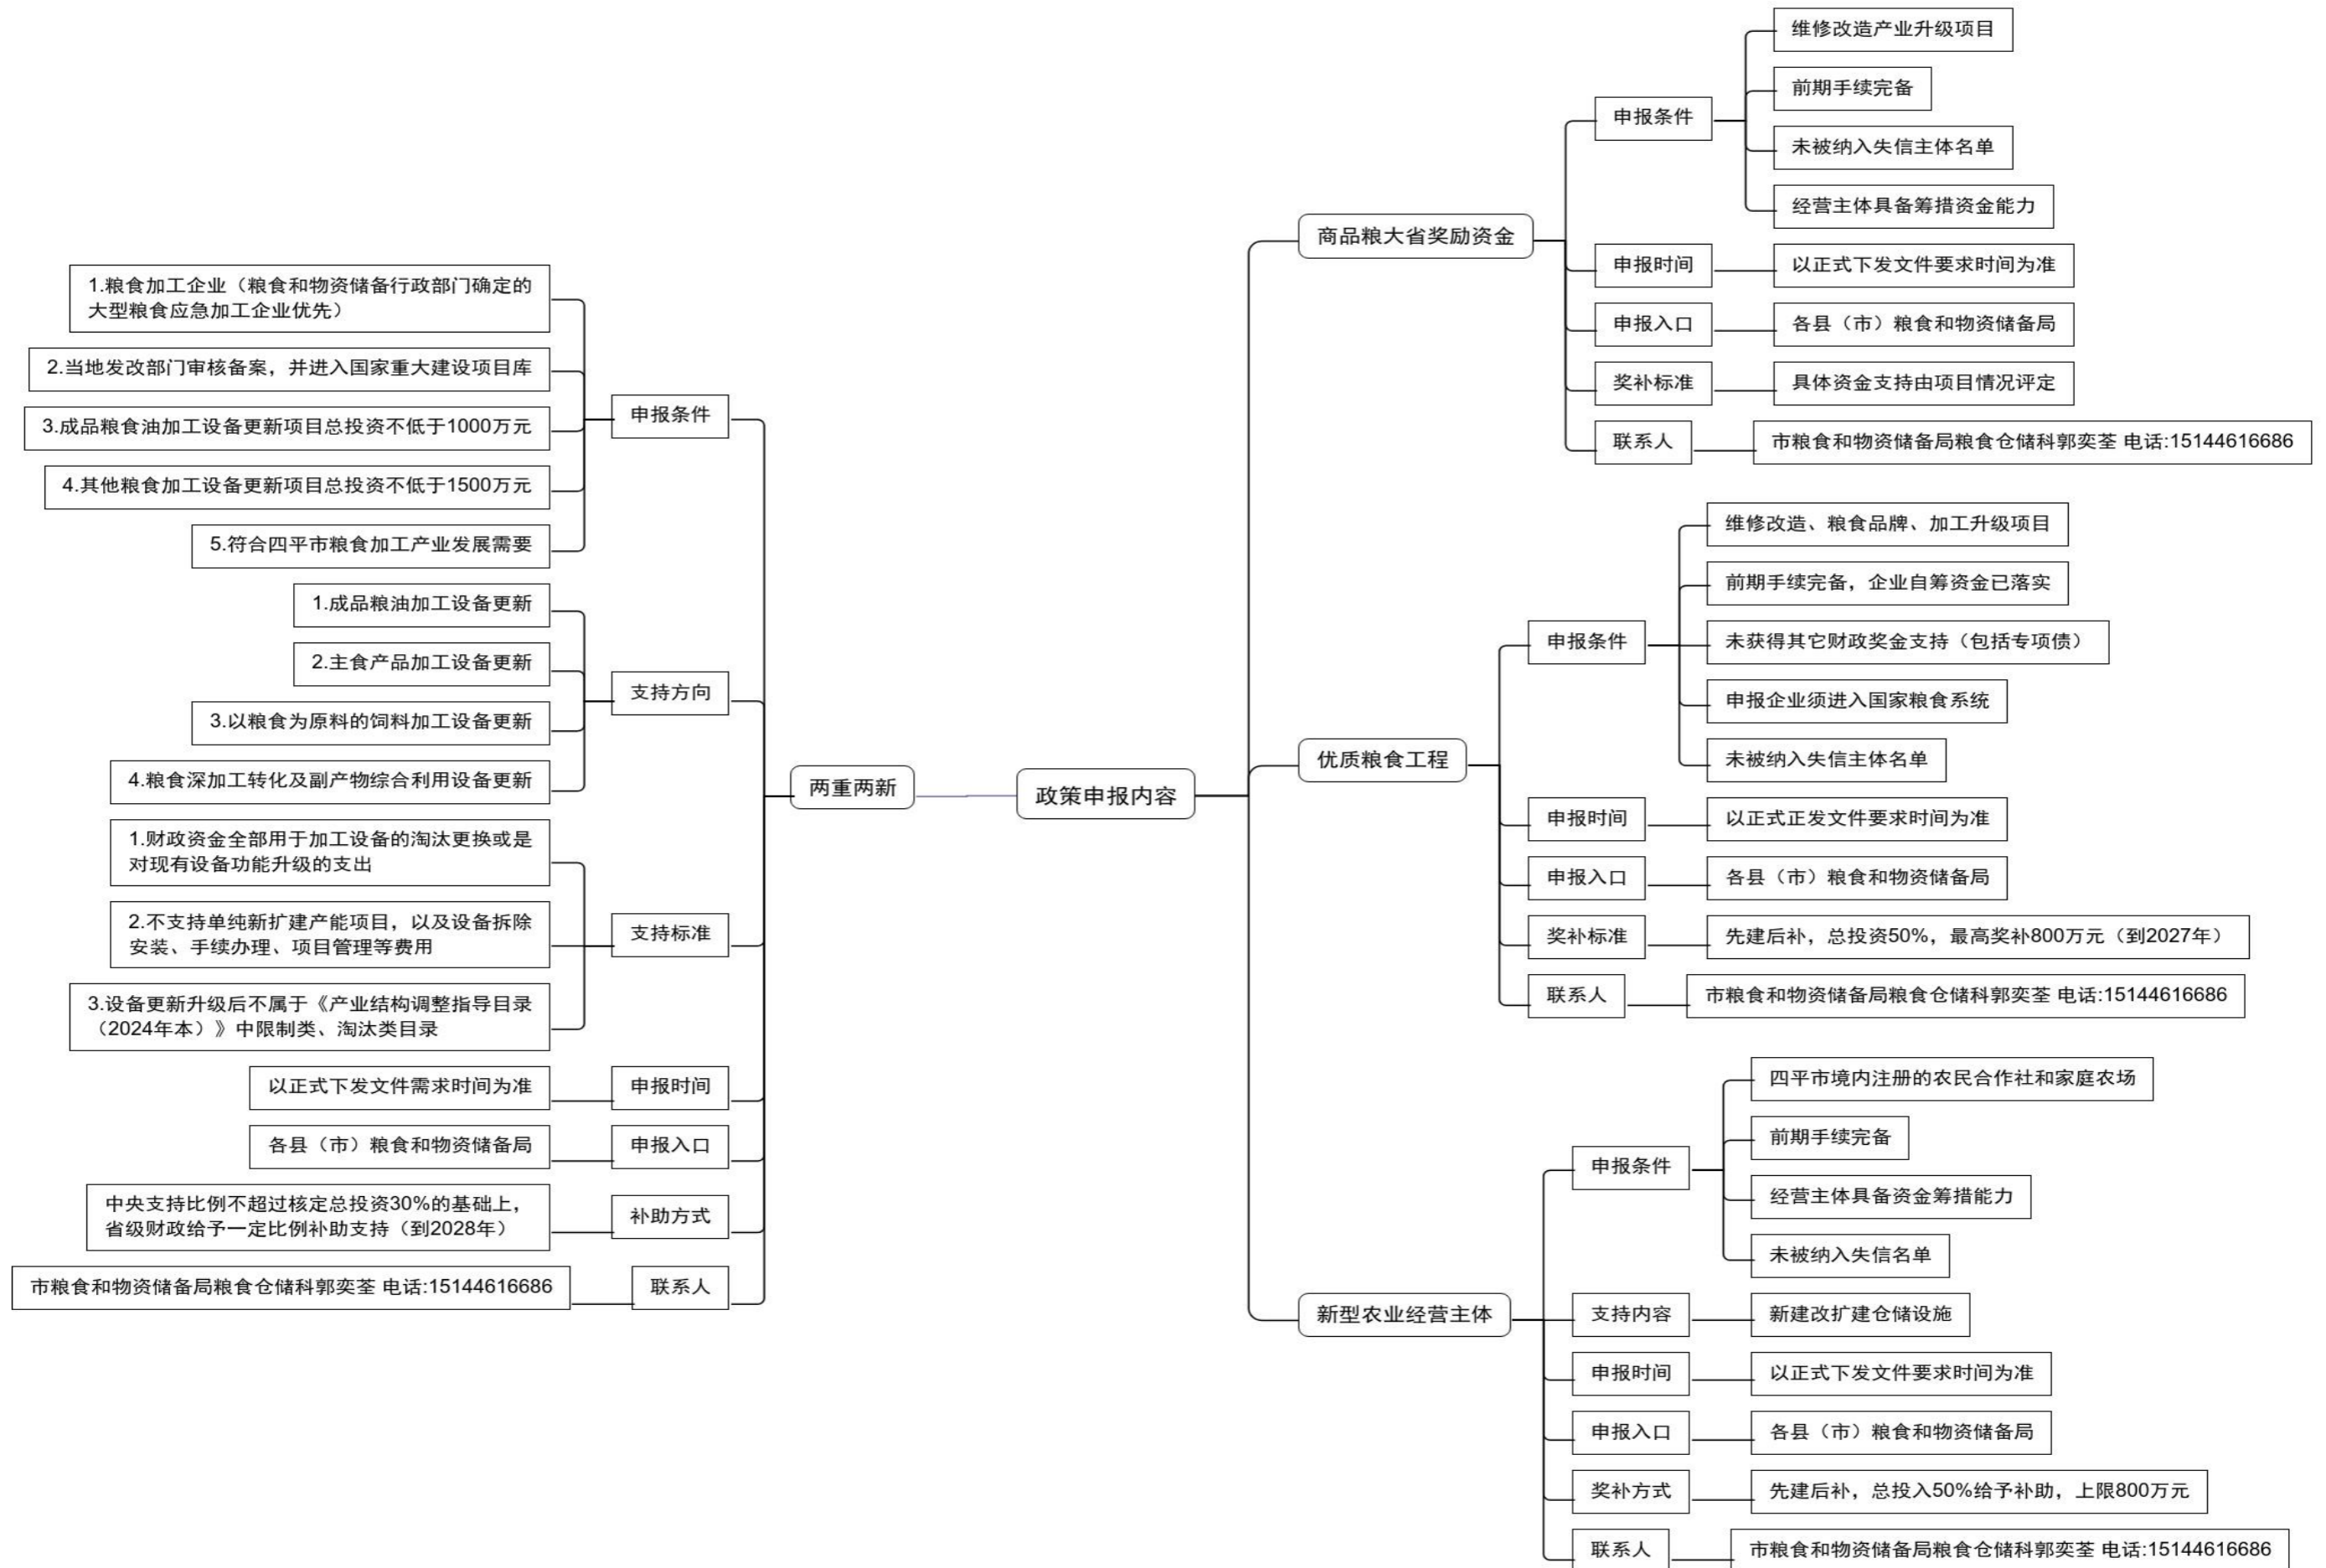 政策申报内容
两重两新
申报条件
1.粮食加工企业（粮食和物资储备行政部门确定的
大型粮食应急加工企业优先）
2.当地发改部门审核备案，并进入国家重大建设项目库
3.成品粮食油加工设备更新项目总投资不低于1000万元
4.其他粮食加工设备更新项目总投资不低于1500万元
5.符合四平市粮食加工产业发展需要
支持方向
1.成品粮油加工设备更新
2.主食产品加工设备更新
3.以粮食为原料的饲料加工设备更新
4.粮食深加工转化及副产物综合利用设备更新
支持标准
1.财政资金全部用于加工设备的淘汰更换或是
对现有设备功能升级的支出
2.不支持单纯新扩建产能项目，以及设备拆除
安装、手续办理、项目管理等费用
3.设备更新升级后不属于《产业结构调整指导目录
（2024年本）》中限制类、淘汰类目录
申报时间
以正式下发文件需求时间为准
申报入口
各县（市）粮食和物资储备局
补助方式
中央支持比例不超过核定总投资30%的基础上，
省级财政给予一定比例补助支持（到2028年）
联系人
市粮食和物资储备局粮食仓储科郭奕荃 电话:15144616686
商品粮大省奖励资金
申报条件
维修改造产业升级项目
前期手续完备
未被纳入失信主体名单
经营主体具备筹措资金能力
申报时间
以正式下发文件要求时间为准
申报入口
各县（市）粮食和物资储备局
奖补标准
具体资金支持由项目情况评定
联系人
市粮食和物资储备局粮食仓储科郭奕荃 电话:15144616686
优质粮食工程
申报条件
维修改造、粮食品牌、加工升级项目
前期手续完备，企业自筹资金已落实
未获得其它财政奖金支持（包括专项债）
申报企业须进入国家粮食系统
未被纳入失信主体名单
申报时间
以正式正发文件要求时间为准
申报入口
各县（市）粮食和物资储备局
奖补标准
先建后补，总投资50%，最高奖补800万元（到2027年）
联系人
市粮食和物资储备局粮食仓储科郭奕荃 电话:15144616686
新型农业经营主体
申报条件
四平市境内注册的农民合作社和家庭农场
前期手续完备
经营主体具备资金筹措能力
未被纳入失信名单
支持内容
新建改扩建仓储设施
申报时间
以正式下发文件要求时间为准
申报入口
各县（市）粮食和物资储备局
奖补方式
先建后补，总投入50%给予补助，上限800万元
联系人
市粮食和物资储备局粮食仓储科郭奕荃 电话:15144616686